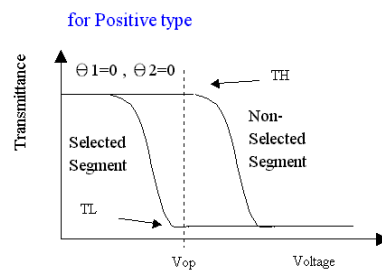 for Positive type
Θ1=0 , Θ2=0
TH
Transmittance
Non-
Selected
Segment
Selected
Segment
TL
Vop
Voltage